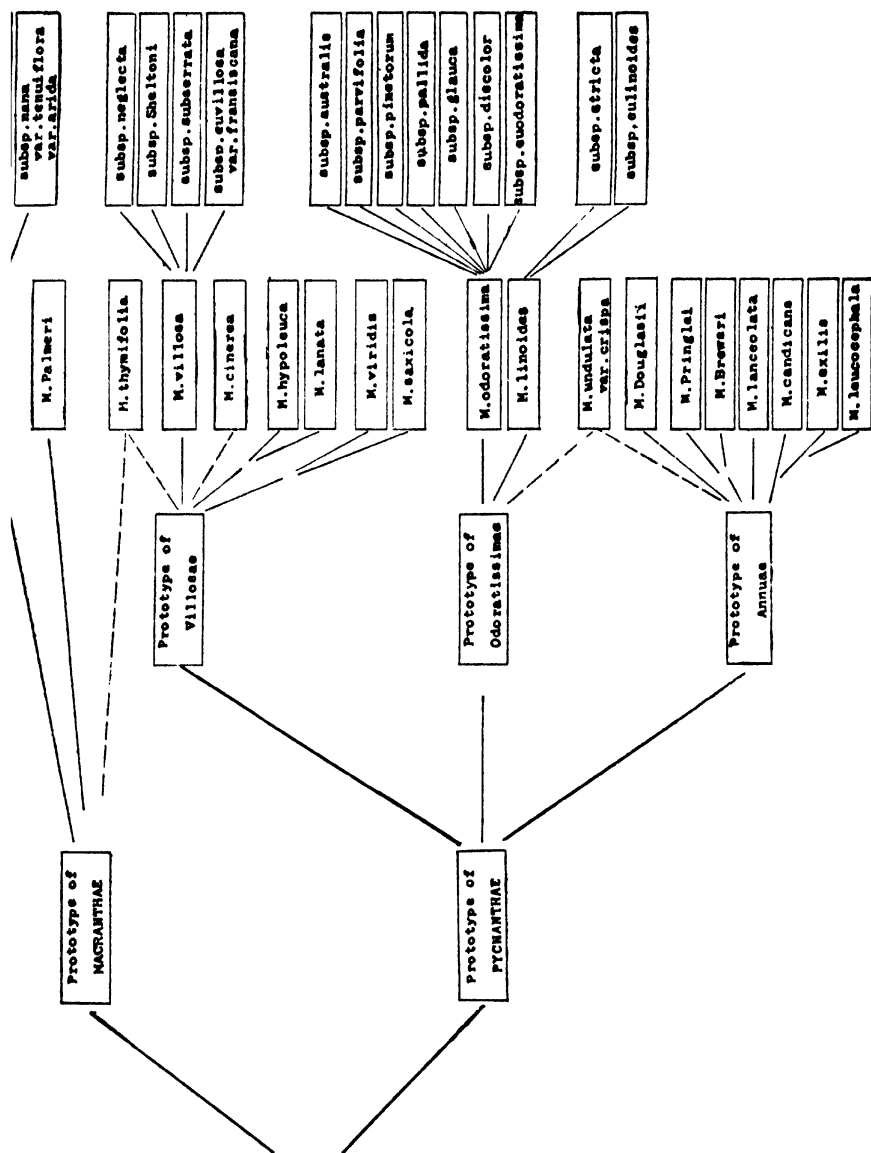 subsp.nana
var.tenuiflora
var.arida
subsp.neglecta
subsp.Sheltoni
subsp.subserrata
subsp.euvillosa
var.fransiscana
subsp.australis
subsp.parvifolia
subsp.pinetorum
subsp.pallida
subsp.glauca
subsp.discolor
subsp.euodoratissima
subsp.stricta
subsp,eulinoides
M.Palmeri
M.thymifolia
M.villosa
M.cinerea
M.hypoleuca
M.lanata
M.viridis
M.saxicola
M.odoratissima
M.linoides
M.undulata
var.crispa
M.Douglasii
M.Pringlei
M.Breweri
M.lanceolata
M.candicans
M.exilis
M.leucocephala
Prototype of
Villosae
Prototype of
Odoratissimae
Prototype of
Annuae
Prototype of
MACRANTHAE
Prototype of
PYCNANTHAE